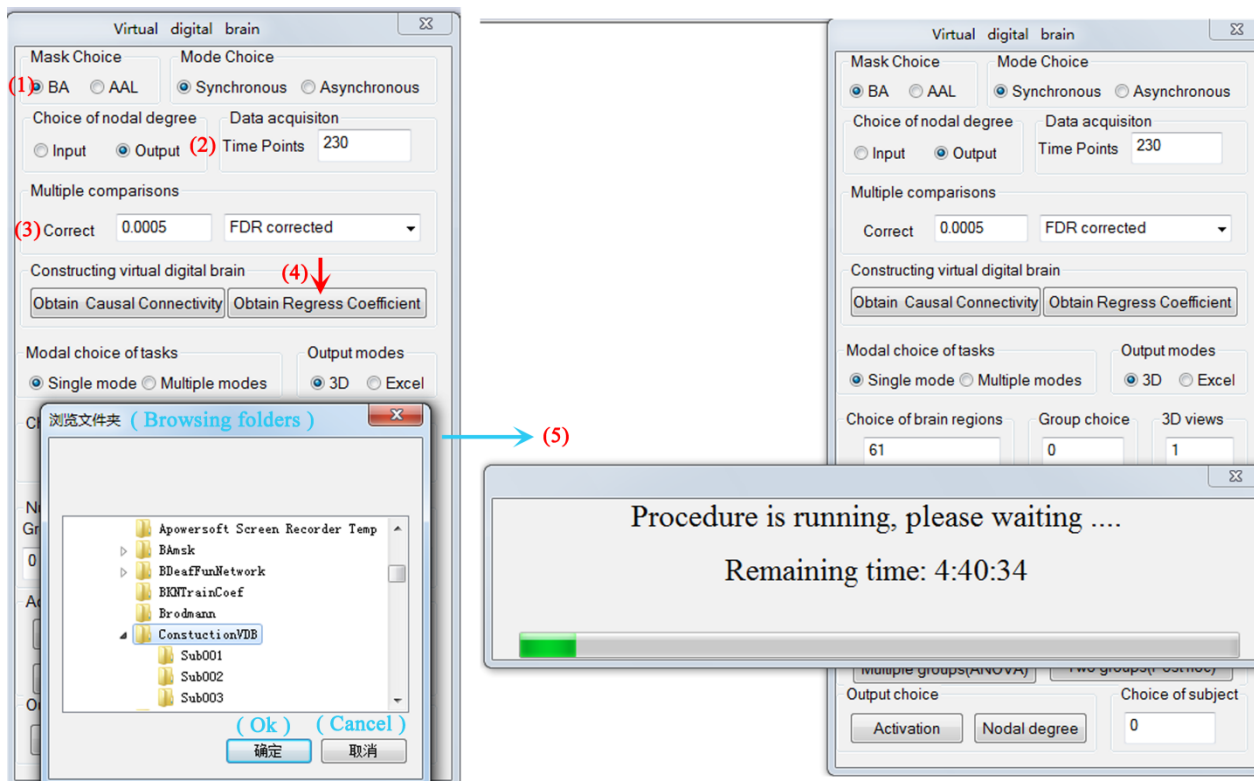 Virtual digital brain
Mask Choice
Mode Choice
(1) BA AAL
Synchronous Asynchronous
Choice of nodal degree
Data acquisiton
Input Output
(2) Time Points 230
Multiple comparisons
(3) Correct 0.0005 FDR corrected
Constructing virtual digital brain
(4)
Obtain Causal Connectivity Obtain Regress Coefficient
Modal choice of tasks
Output modes
Single mode Multiple modes
3D Excel
浏览文件夹 ( Browsing folders )
Apowersoft Screen Recorder Temp
BAmsk
BDeafFunNetwork
BKNTrainCoef
Brodmann
ConstuctionVDB
Sub001
Sub002
Sub003
( Ok ) ( Cancel )
确定 取消
Gr
0
(5)
Virtual digital brain
Mask Choice
Mode Choice
BA AAL
Synchronous Asynchronous
Choice of nodal degree
Data acquisiton
Input Output
Time Points 230
Multiple comparisons
Correct 0.0005 FDR corrected
Constructing virtual digital brain
Obtain Causal Connectivity Obtain Regress Coefficient
Modal choice of tasks
Output modes
Single mode Multiple modes
3D Excel
Choice of brain regions
Group choice
3D views
61
0
1
Procedure is running, please waiting ....
Remaining time: 4:40:34
Multiple groups(ANOVA) Two groups(Post hoc)
Output choice
Choice of subject
Activation Nodal degree
0